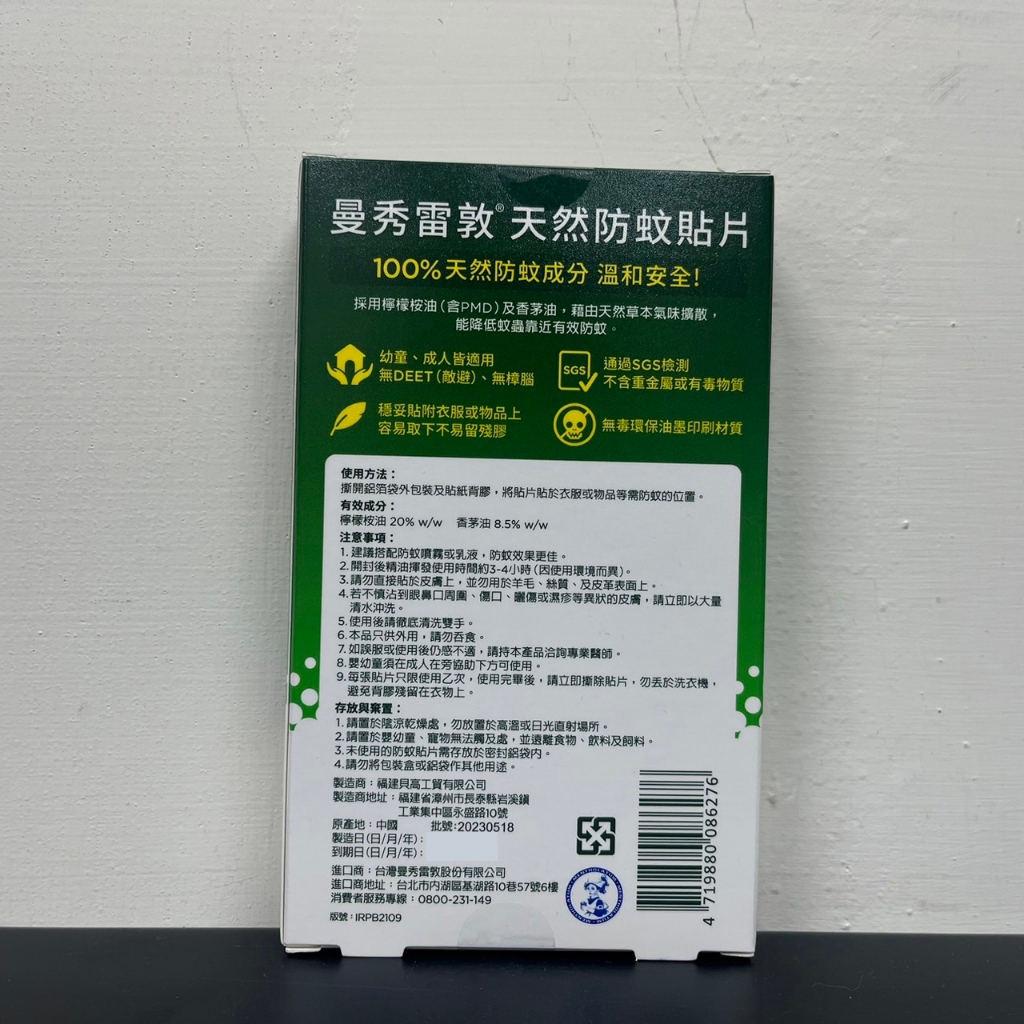 曼秀雷敦® 天然防蚊貼片
100%天然防蚊成分 溫和安全!
採用檸檬桉油(含PMD)及香茅油,藉由天然草本氣味擴散,
能降低蚊蟲靠近有效防蚊。
幼童、成人皆適用
無DEET(敵避)、無樟腦
SGS
通過SGS檢測
不含重金屬或有毒物質
穩妥貼附衣服或物品上
容易取下不易留殘膠
無毒環保油墨印刷材質
使用方法:
撕開鋁箔袋外包裝及貼紙背膠,將貼片貼於衣服或物品等需防蚊的位置。
有效成分:
檸檬桉油 20% w/w 香茅油 8.5% w/w
注意事項:
1. 建議搭配防蚊噴霧或乳液,防蚊效果更佳。
2. 開封後精油揮發使用時間約3-4小時(因使用環境而異)。
3. 請勿直接貼於皮膚上,並勿用於羊毛、絲質、及皮革表面上。
4. 若不慎沾到眼鼻口周圍、傷口、曬傷或濕疹等異狀的皮膚,請立即以大量
清水沖洗。
5. 使用後請徹底清洗雙手。
6. 本品只供外用,請勿吞食。
7. 如誤服或使用後仍感不適,請持本產品洽詢專業醫師。
8. 嬰幼童須在成人在旁協助下方可使用。
9. 每張貼片只限使用乙次,使用完畢後,請立即撕除貼片,勿丟於洗衣機,
避免背膠殘留在衣物上。
存放與棄置:
1. 請置於陰涼乾燥處,勿放置於高溫或日光直射場所。
2. 請置於嬰幼童、寵物無法觸及處,並遠離食物、飲料及飼料。
3. 未使用的防蚊貼片需存放於密封鋁袋內。
4. 請勿將包裝盒或鋁袋作其他用途。
製造商:福建貝高工貿有限公司
製造商地址:福建省漳州市長泰縣岩溪鎮
工業集中區永盛路10號
原產地:中國 批號:20230518
製造日(日/月/年):
到期日(日/月/年):
進口商:台灣曼秀雷敦股份有限公司
進口商地址:台北市內湖區基湖路10巷57號6樓
消費者服務專線:0800-231-149
版號:IRPB2109
4 719880 086276